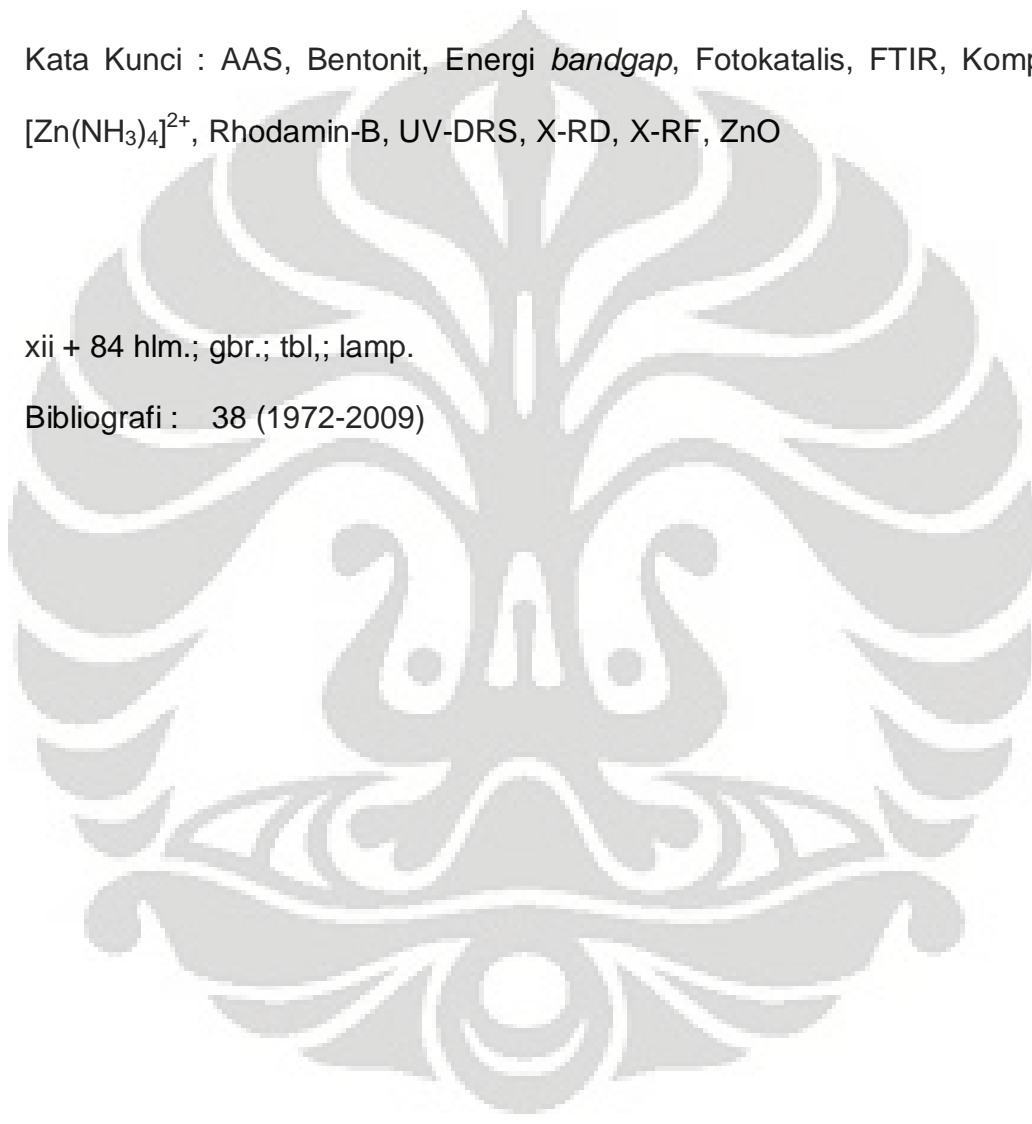 Kata Kunci : AAS, Bentonit, Energi bandgap, Fotokatalis, FTIR,
[Zn(NH₃)₄]²⁺, Rhodamin-B, UV-DRS, X-RD, X-RF, ZnO
xii + 84 hlm.; gbr.; tbl,; lamp.
Bibliografi : 38 (1972-2009)